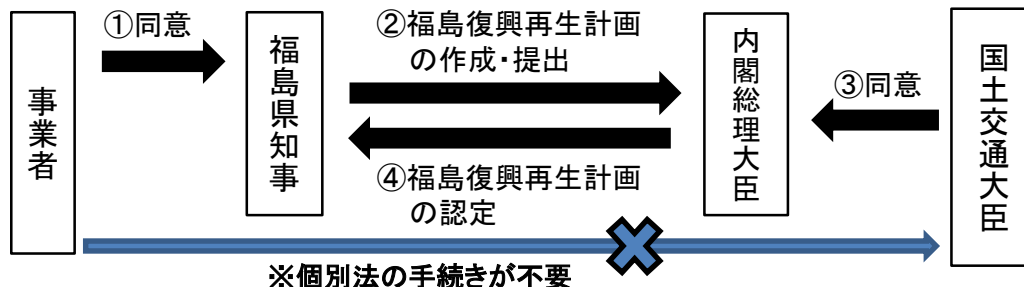 事業者
①同意
福島県知事
②福島復興再生計画
の作成・提出
④福島復興再生計画
の認定
内閣総理大臣
③同意
国土交通大臣
※個別法の手続きが不要